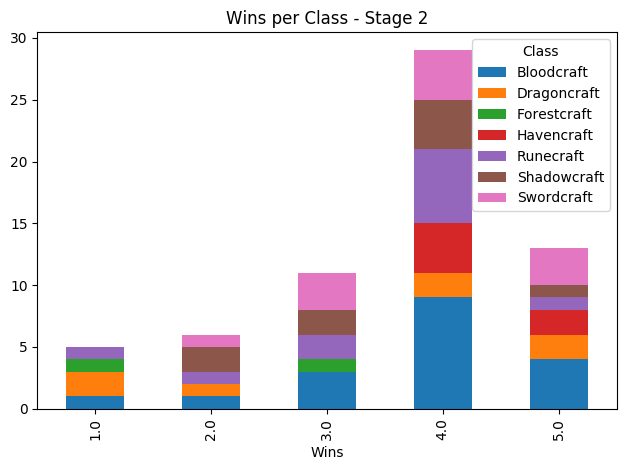 Wins per Class - Stage 2
30
25
20
15
10
5
0
Class
Bloodcraft
Dragoncraft
Forestcraft
Havencraft
Runecraft
Shadowcraft
Swordcraft
1.0
2.0
3.0
4.0
5.0
Wins